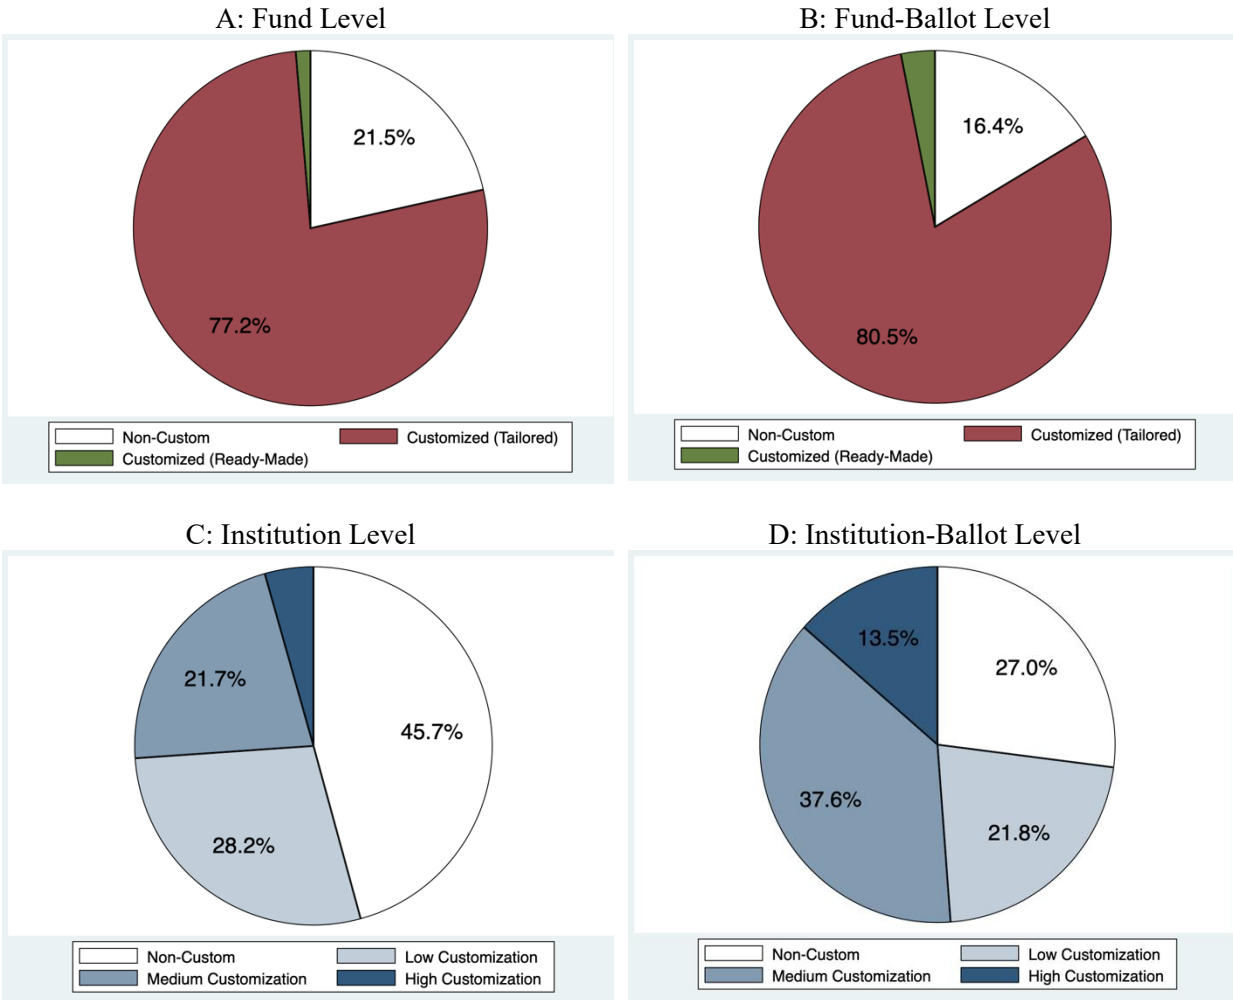 A: Fund Level
21.5%
77.2%
Non-Custom
Customized (Tailored)
Customized (Ready-Made)
B: Fund-Ballot Level
16.4%
80.5%
Non-Custom
Customized (Tailored)
Customized (Ready-Made)
C: Institution Level
21.7%
45.7%
28.2%
Non-Custom
Low Customization
Medium Customization
High Customization
D: Institution-Ballot Level
13.5%
27.0%
37.6%
21.8%
Non-Custom
Low Customization
Medium Customization
High Customization